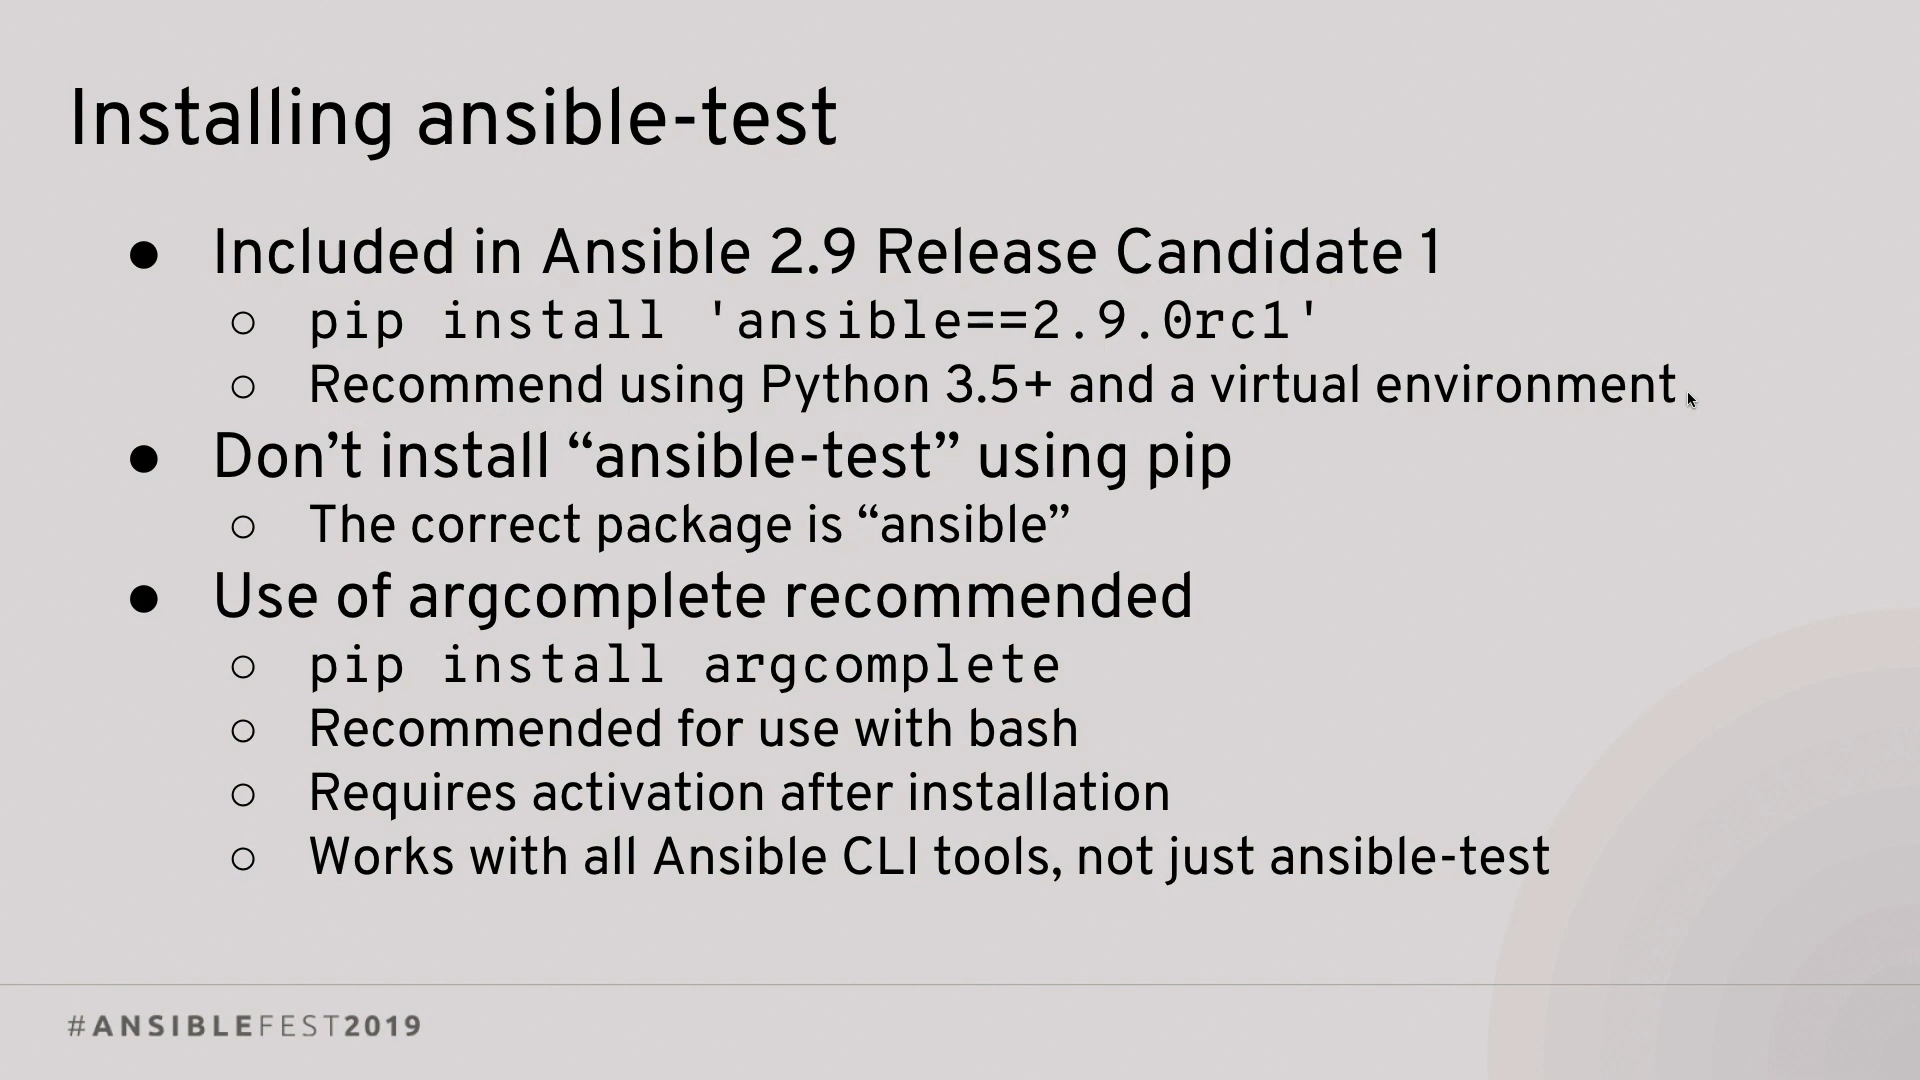 Installing ansible-test
● Included in Ansible 2.9 Release Candidate 1
○ pip install 'ansible==2.9.0rc1'
○ Recommend using Python 3.5+ and a virtual environment
● Don’t install “ansible-test” using pip
○ The correct package is “ansible”
● Use of argcomplete recommended
○ pip install argcomplete
○ Recommended for use with bash
○ Requires activation after installation
○ Works with all Ansible CLI tools, not just ansible-test
#ANSIBLEFEST2019